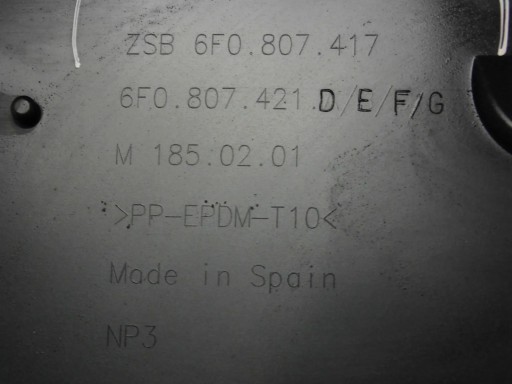 ZSB 6F0.807.417
6F0.807.421.D/E/F/G
M 185.02.01
>PP-EPDM-T10<
Made in Spain
NP3